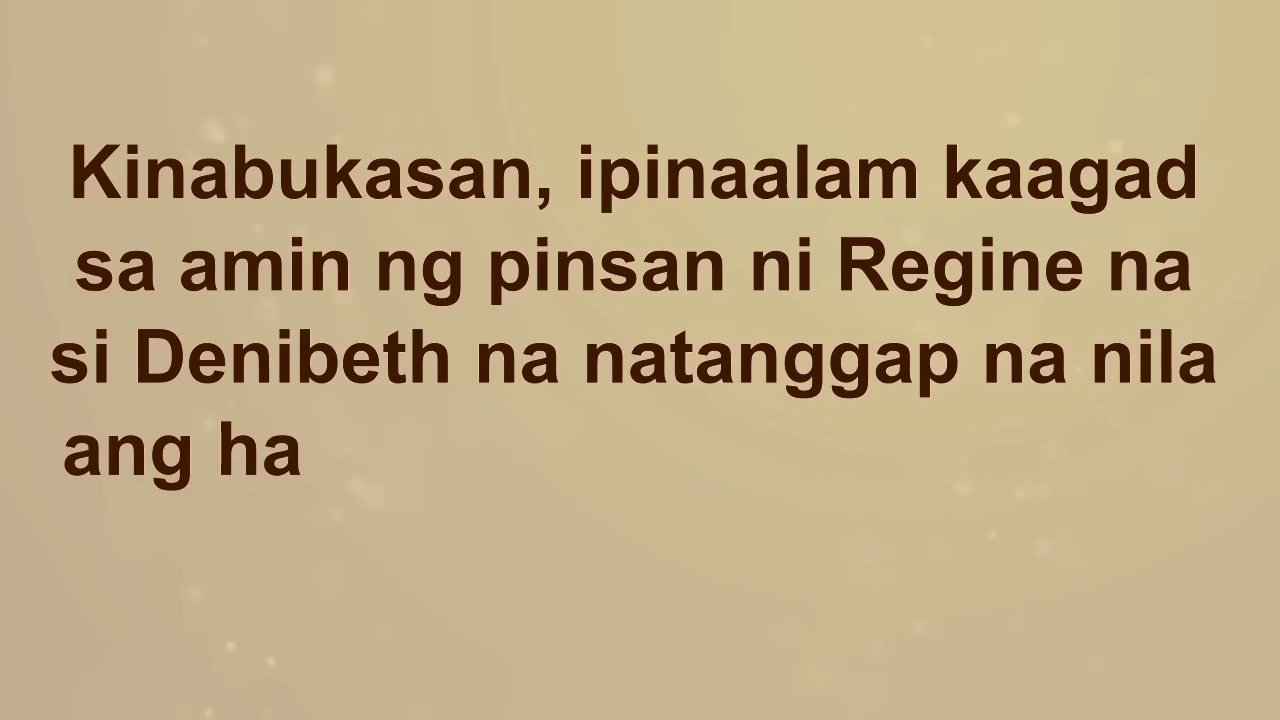 Kinabukasan, ipinaalam kaagad
sa amin ng pinsan ni Regine na
si Denibeth na natanggap na nila
ang ha